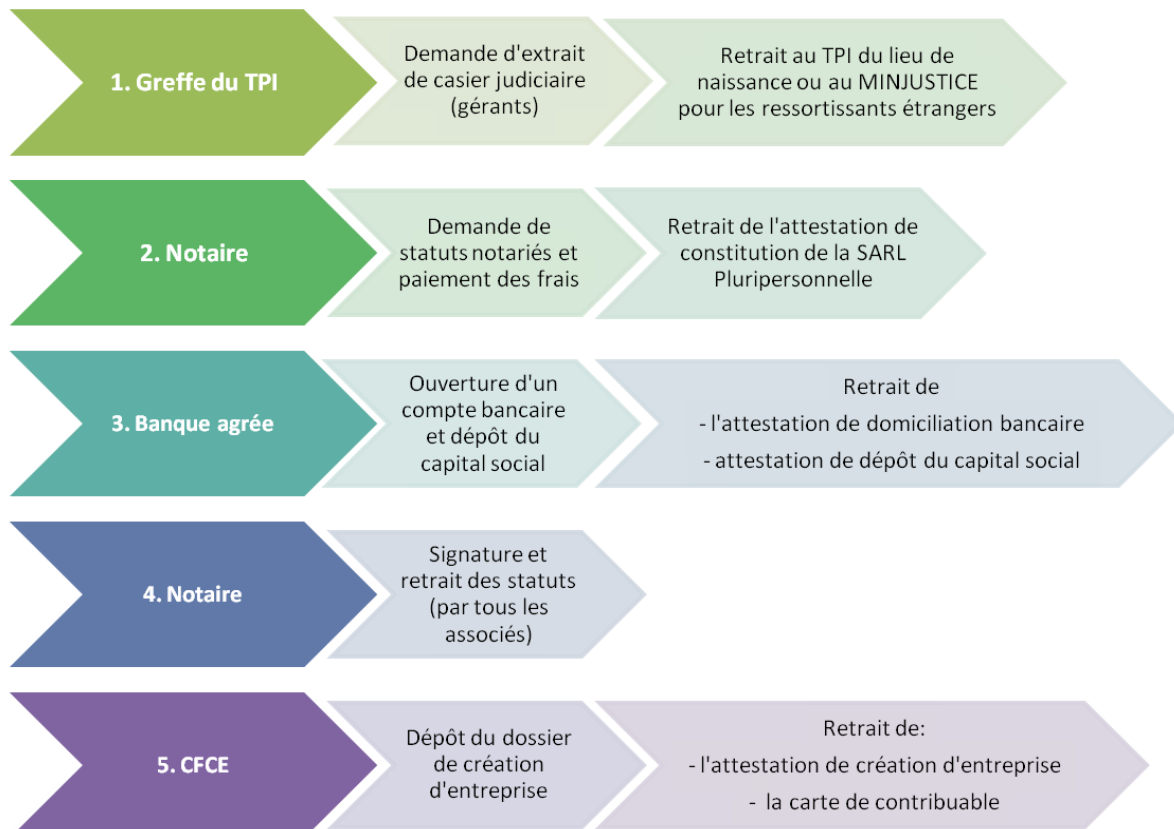 1. Greffe du TPI
Demande d'extrait
de casier judiciaire
(gérants)
Retrait au TPI du lieu de
naissance ou au MINJUSTICE
pour les ressortissants étrangers
2. Notaire
Demande de
statuts notariés et
paiement des frais
Retrait de l'attestation de
constitution de la SARL
Pluripersonnelle
3. Banque agrée
Ouverture d'un
compte bancaire
et dépôt du
capital social
Retrait de
- l'attestation de domiciliation bancaire
- attestation de dépôt du capital social
4. Notaire
Signature et
retrait des statuts
(par tous les
associés)
5. CFCE
Dépôt du dossier
de création
d'entreprise
Retrait de:
- l'attestation de création d'entreprise
- la carte de contribuable